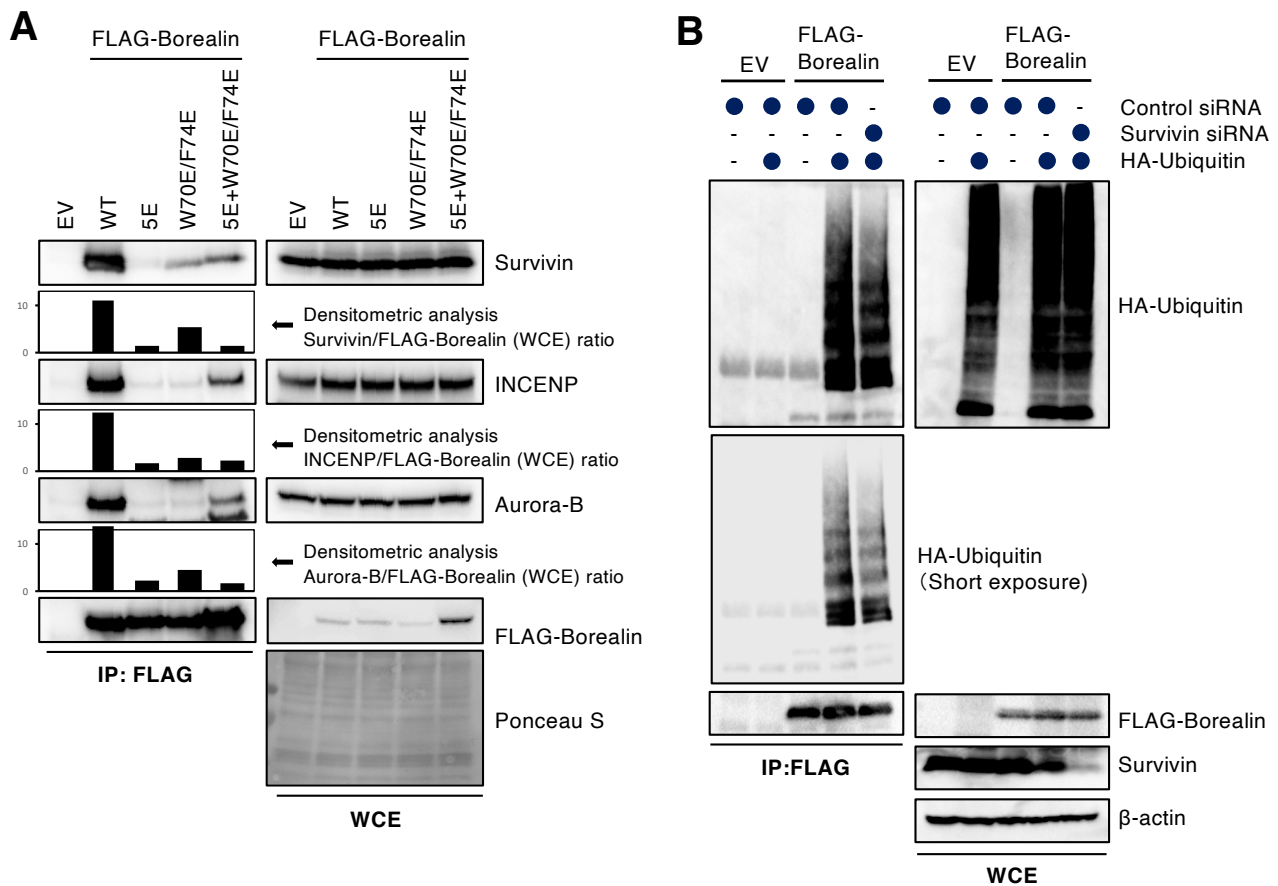 A
FLAG-Borealin
FLAG-Borealin
EV
WT
5E
W70E/F74E
5E+W70E/F74E
EV
WT
5E
W70E/F74E
5E+W70E/F74E
Survivin
10
0
Densitometric analysis
Survivin/FLAG-Borealin (WCE) ratio
INCENP
10
0
Densitometric analysis
INCENP/FLAG-Borealin (WCE) ratio
Aurora-B
10
0
Densitometric analysis
Aurora-B/FLAG-Borealin (WCE) ratio
FLAG-Borealin
IP: FLAG
Ponceau S
WCE
B
EV
FLAG-
Borealin
EV
FLAG-
Borealin
- Control siRNA
- - - - - - - - Survivin siRNA
- - - - HA-Ubiquitin
HA-Ubiquitin
HA-Ubiquitin
(Short exposure)
FLAG-Borealin
IP:FLAG
Survivin
β-actin
WCE